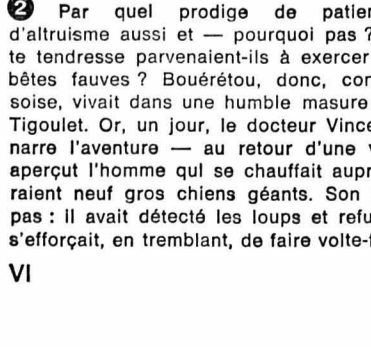 ❷ Par quel prodige de patien
d'altruisme aussi et — pourquoi pas ?
te tendresse parvenaient-ils à exercer
bêtes fauves ? Bouérétou, donc, cor
soise, vivait dans une humble masure
Tigoulet. Or, un jour, le docteur Vince
narre l'aventure — au retour d'une
aperçut l'homme qui se chauffait aupr
raient neuf gros chiens géants. Son
pas : il avait détecté les loups et refu
s'efforçait, en tremblant, de faire volte-f
VI